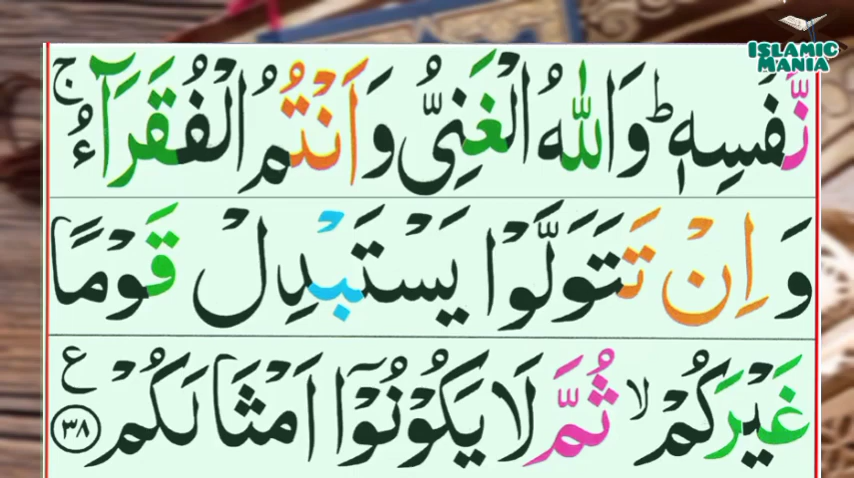 ISLAMIC
MANIA
نَّفْسِهٖ ؕ وَاللّٰهُ الْغَنِىُّ وَاَنْتُمُ الْفُقَرَآءُ ۚ
وَ اِنْ تَتَوَلَّوْا يَسْتَبْدِلْ قَوْمًا
غَيْرَكُمْ ۙ ثُمَّ لَا يَكُوْنُوْۤا اَمْثَالَكُمْ ع ۳۸